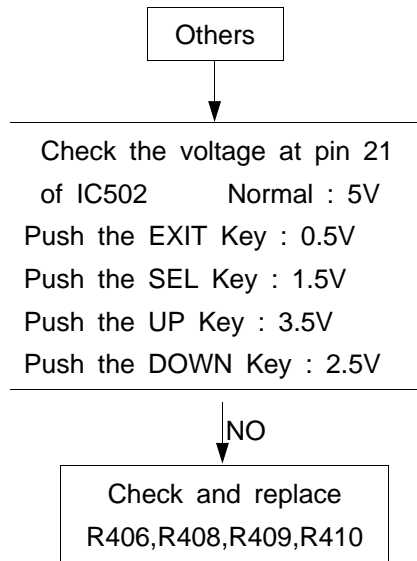 Others
Check the voltage at pin 21
of IC502 Normal : 5V
Push the EXIT Key : 0.5V
Push the SEL Key : 1.5V
Push the UP Key : 3.5V
Push the DOWN Key : 2.5V
NO
Check and replace
R406,R408,R409,R410